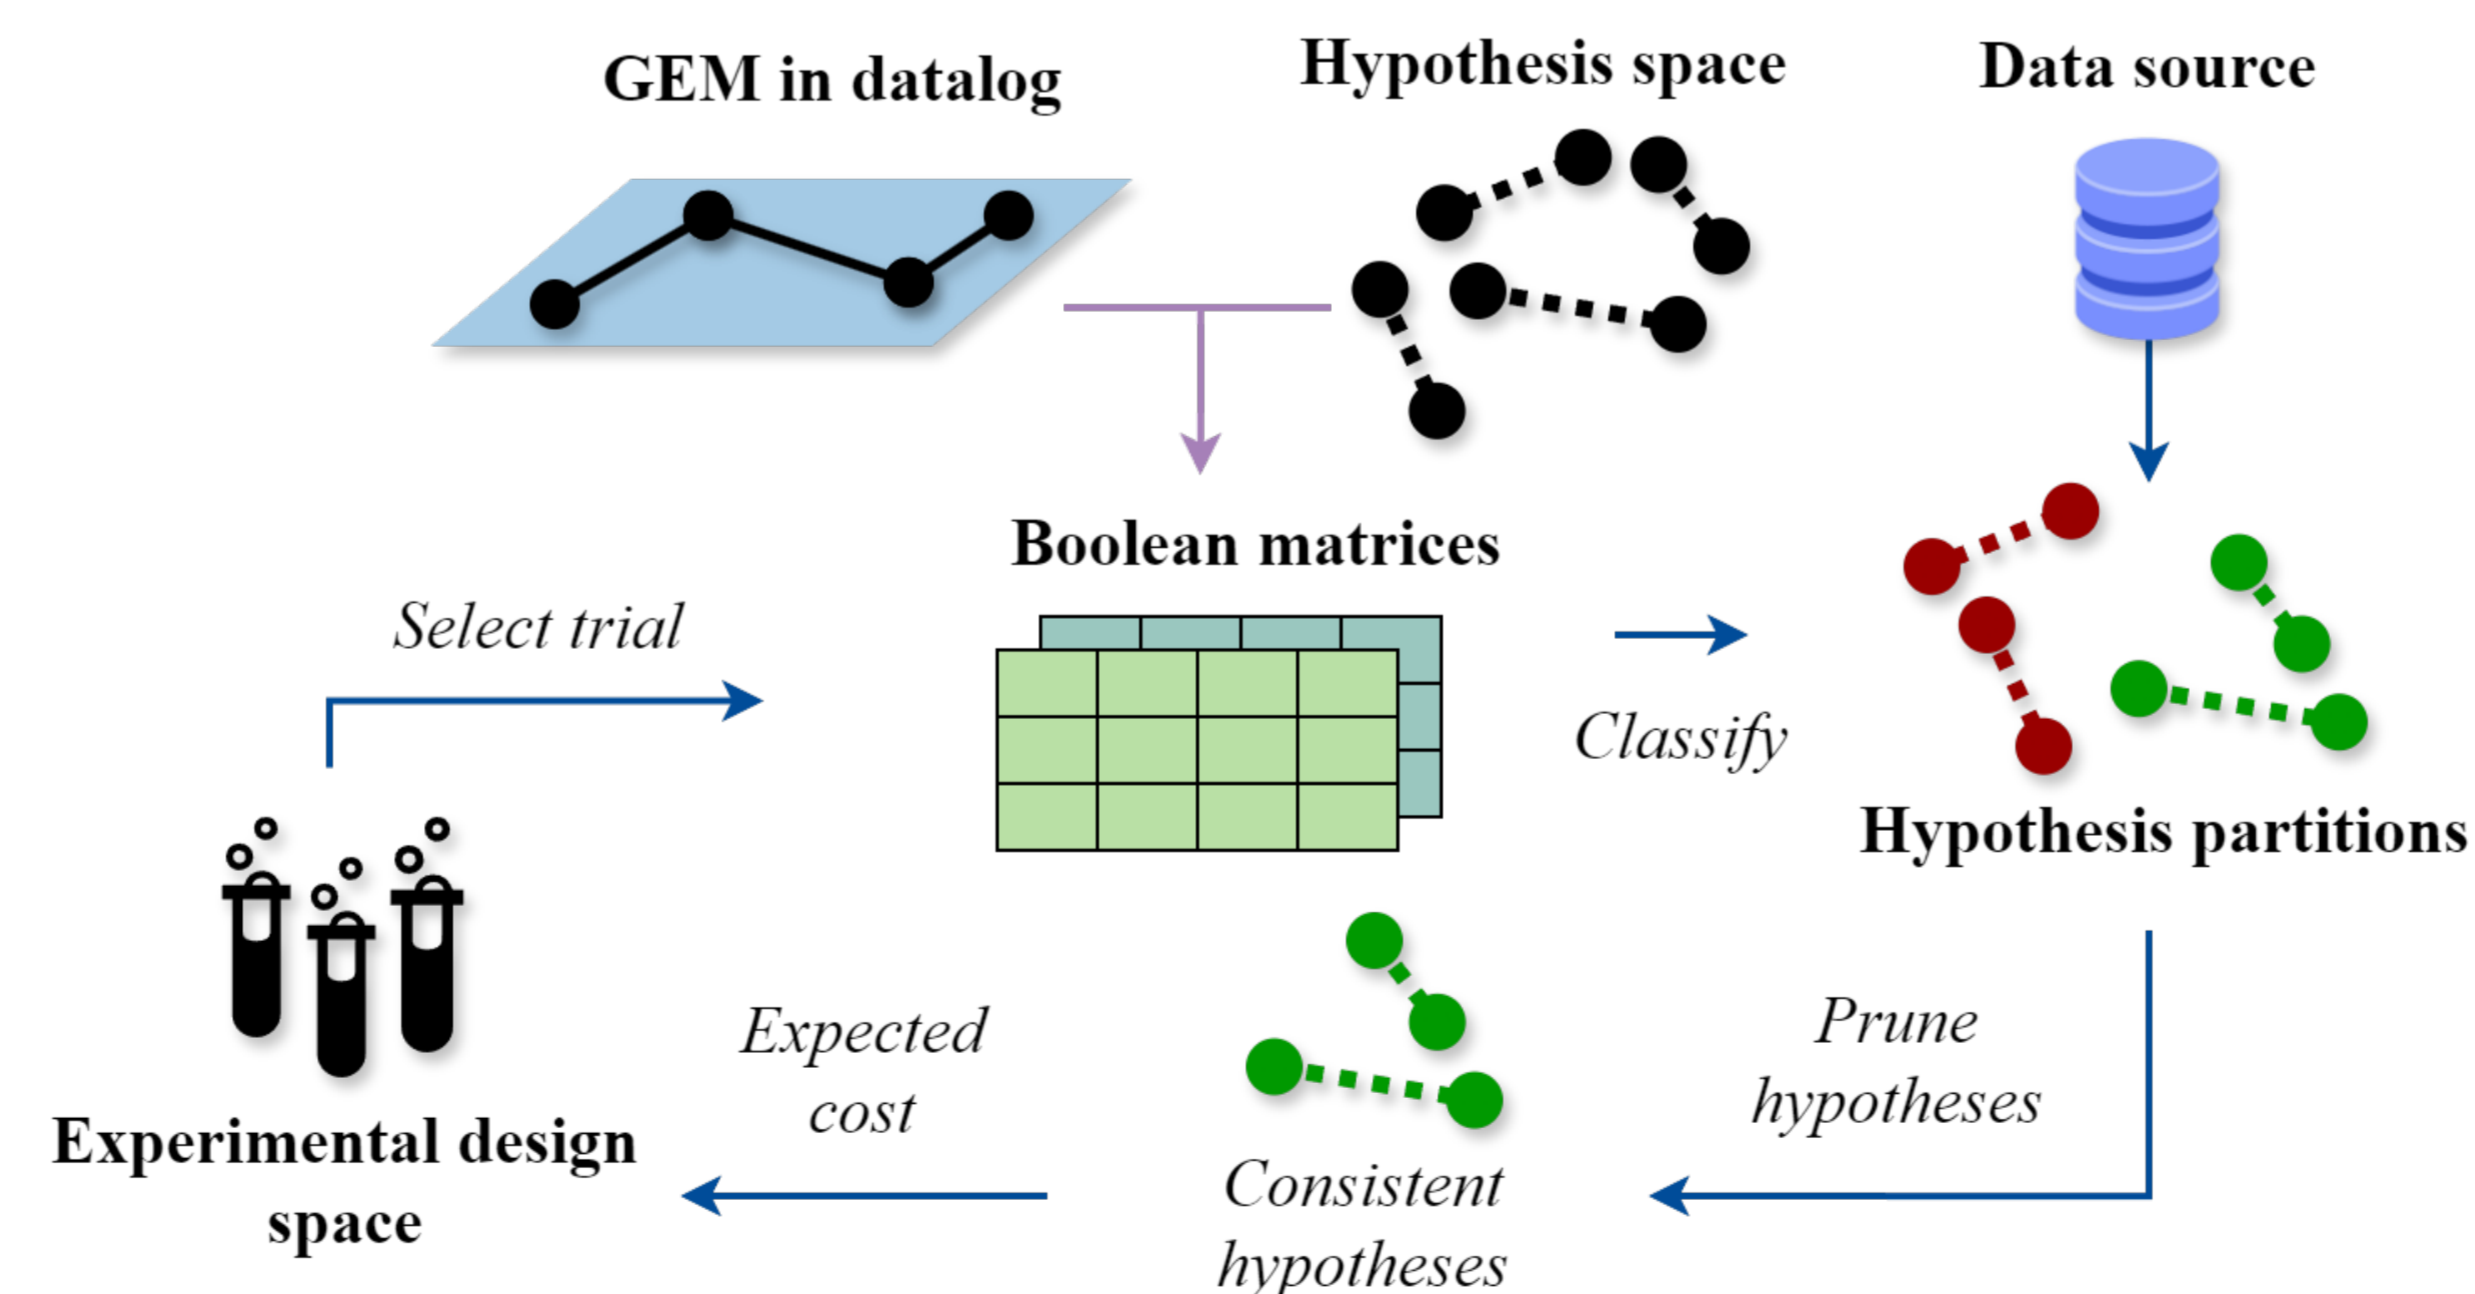 GEM in datalog
Hypothesis space
Data source
Boolean matrices
Select trial
Classify
Hypothesis partitions
Prune
hypotheses
Expected
cost
Experimental design
space
Consistent
hypotheses